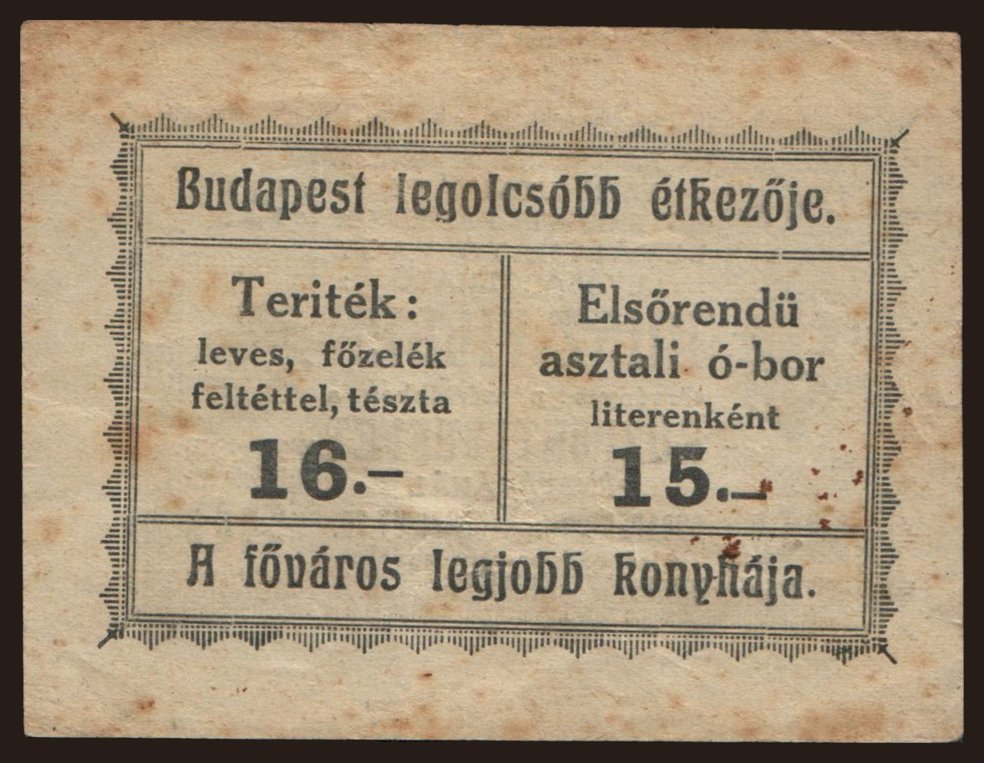 Budapest legolcsóbb étkezője.
Teriték:
leves, főzelék
feltéttel, tészta
16.–
Elsőrendü
asztali ó-bor
literenként
15.–
A főváros legjobb konyhája.